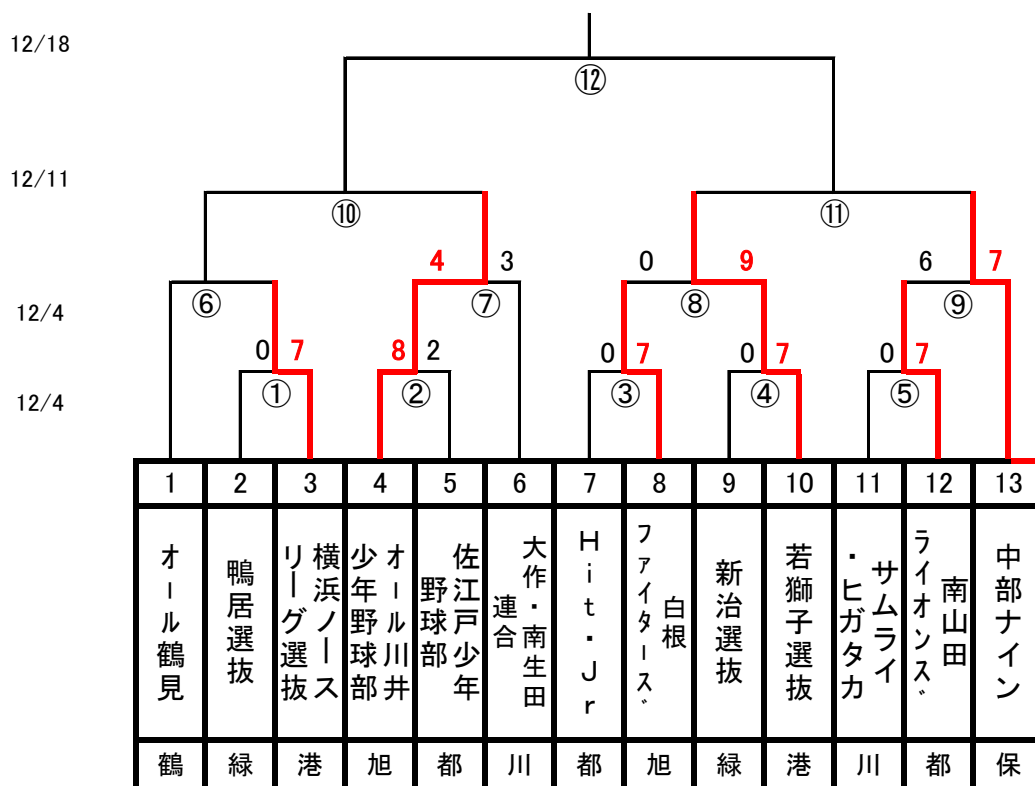 12/18
⑫
12/11
⑩
⑪
4 3
0 9
6 7
⑥
⑦
⑧
⑨
12/4
0 7
8 2
0 7
0 7
0 7
①
②
③
④
⑤
12/4
1 2 3 4 5 6 7 8 9 10 11 12 13
オール鶴見
鴨居選抜
横浜ノース
リーグ選抜
オール川井
少年野球部
佐江戸少年
野球部
大作・南生田
連合
Hit・Jr
白根
ファイターズ
新治選抜
若獅子選抜
サムライ
・ヒガタカ
南山田
ライオンズ
中部ナイン
鶴 緑 港 旭 都 川 都 旭 緑 港 川 都 保